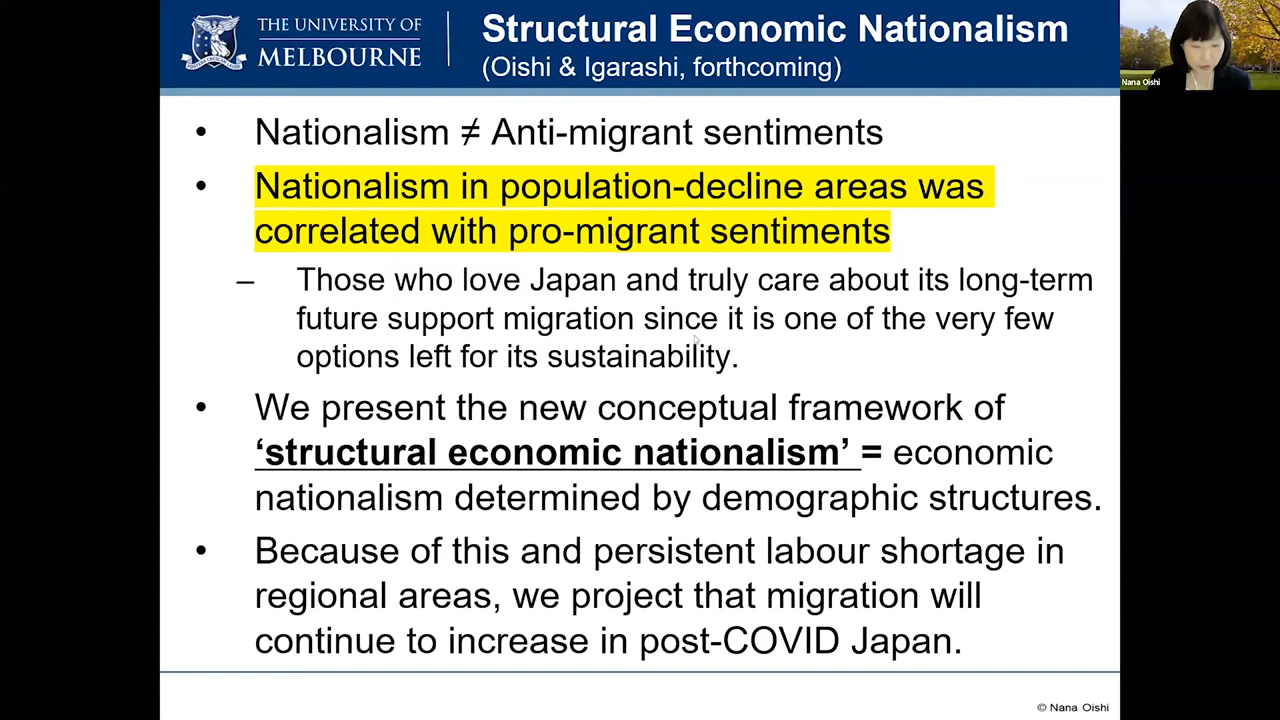 THE UNIVERSITY OF
MELBOURNE
Structural Economic Nationalism
(Oishi & Igarashi, forthcoming)
Nana Oishi
• Nationalism ≠ Anti-migrant sentiments
• Nationalism in population-decline areas was
correlated with pro-migrant sentiments
– Those who love Japan and truly care about its long-term
future support migration since it is one of the very few
options left for its sustainability.
• We present the new conceptual framework of
‘structural economic nationalism’ = economic
nationalism determined by demographic structures.
• Because of this and persistent labour shortage in
regional areas, we project that migration will
continue to increase in post-COVID Japan.
© Nana Oishi